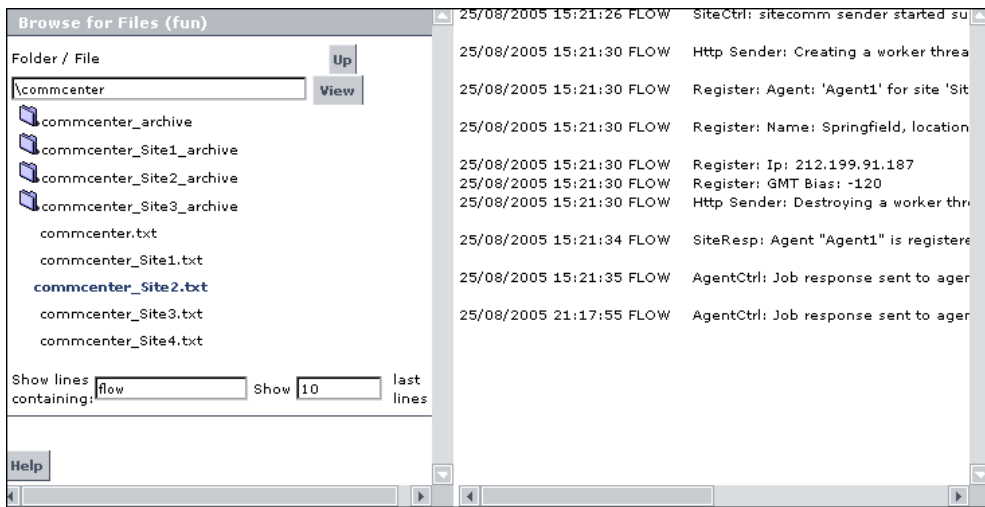 Browse for Files (fun)
Folder / File
Up
\commcenter
View
commcenter_archive
commcenter_Site1_archive
commcenter_Site2_archive
commcenter_Site3_archive
commcenter.txt
commcenter_Site1.txt
commcenter_Site2.txt
commcenter_Site3.txt
commcenter_Site4.txt
Show lines containing: flow Show 10 last lines
Help
25/08/2005 15:21:26 FLOW SiteCtrl: sitecomm sender started su
25/08/2005 15:21:30 FLOW Http Sender: Creating a worker threa
25/08/2005 15:21:30 FLOW Register: Agent: 'Agent1' for site 'Sit
25/08/2005 15:21:30 FLOW Register: Name: Springfield, location
25/08/2005 15:21:30 FLOW Register: Ip: 212.199.91.187
25/08/2005 15:21:30 FLOW Register: GMT Bias: -120
25/08/2005 15:21:30 FLOW Http Sender: Destroying a worker thr
25/08/2005 15:21:34 FLOW SiteResp: Agent "Agent1" is registere
25/08/2005 15:21:35 FLOW AgentCtrl: Job response sent to ager
25/08/2005 21:17:55 FLOW AgentCtrl: Job response sent to ager